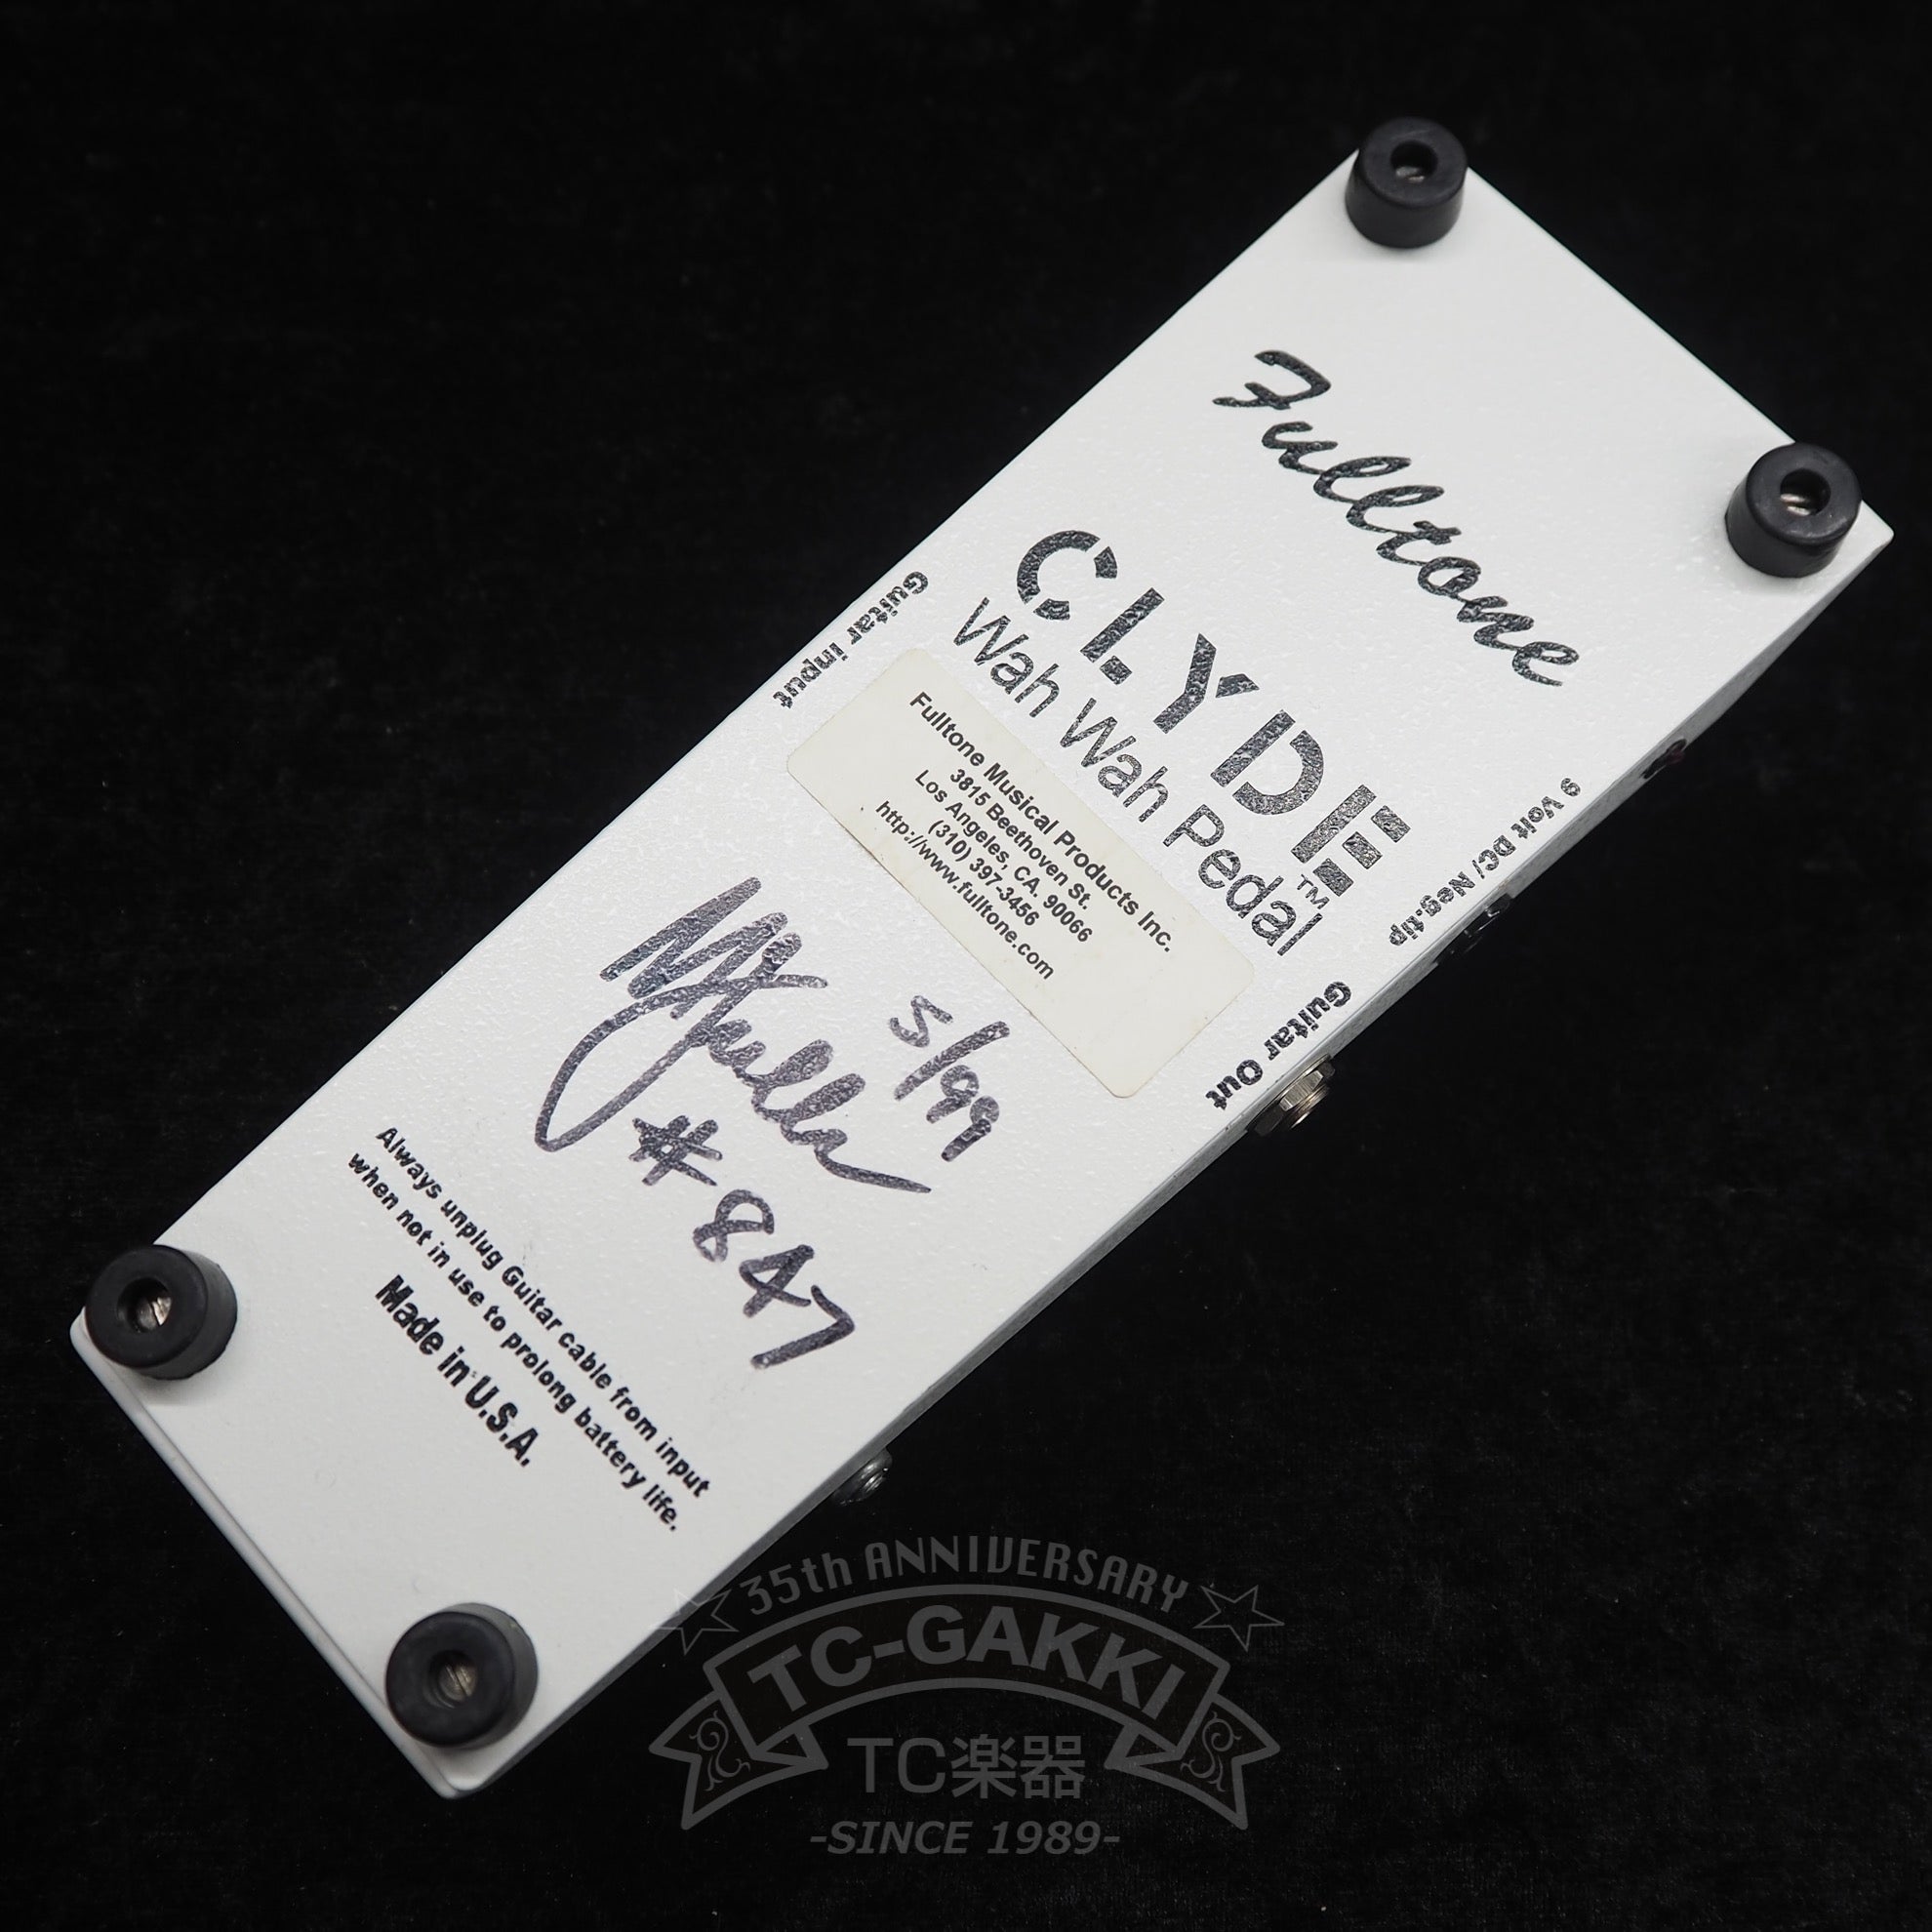 Fulltone
CLYDE
Wah Wah Pedal™
9 Volt DC/ Neg.tip
Guitar input
Guitar Out
Fulltone Musical Products Inc.
3815 Beethoven St.
Los Angeles, CA. 90066
(310) 397-3456
http://www.fulltone.com
5/99
M Fuller
#847
Always unplug Guitar cable from input
when not in use to prolong battery life.
Made in U.S.A.
35th ANNIVERSARY
TC-GAKKI
TC楽器
-SINCE 1989-